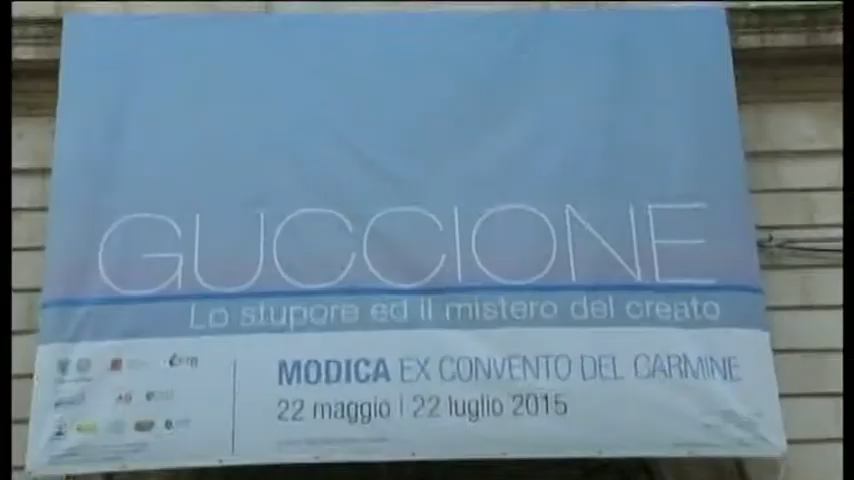 GUCCIONE
Lo stupore ed il mistero del creato
MODICA EX CONVENTO DEL CARMINE
22 maggio | 22 luglio 2015